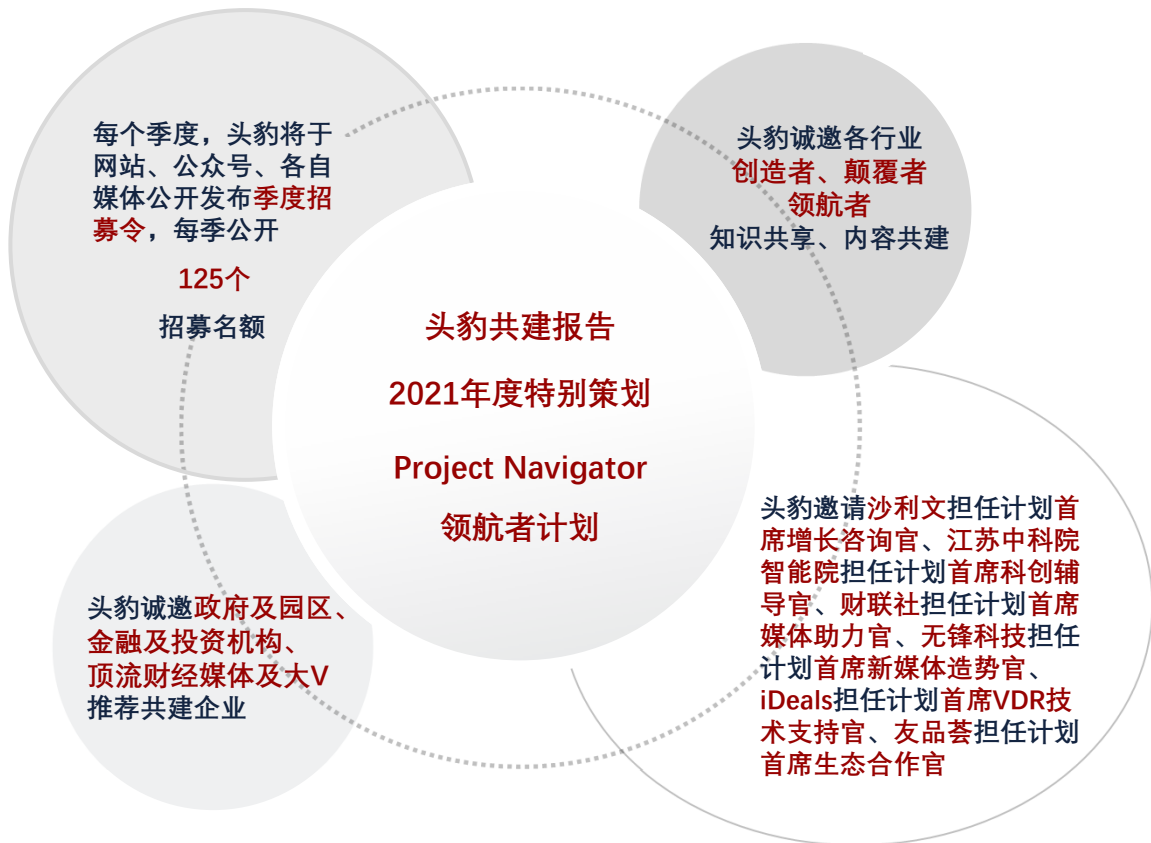 每个季度，头豹将于
网站、公众号、各自
媒体公开发布季度招
募令，每季公开
125个
招募名额
头豹诚邀各行业
创造者、颠覆者
领航者
知识共享、内容共建
头豹共建报告
2021年度特别策划
Project Navigator
领航者计划
头豹诚邀政府及园区、
金融及投资机构、
顶流财经媒体及大V
推荐共建企业
头豹邀请沙利文担任计划首
席增长咨询官、江苏中科院
智能院担任计划首席科创辅
导官、财联社担任计划首席
媒体助力官、无锋科技担任
计划首席新媒体造势官、
iDeals担任计划首席VDR技
术支持官、友品荟担任计划
首席生态合作官